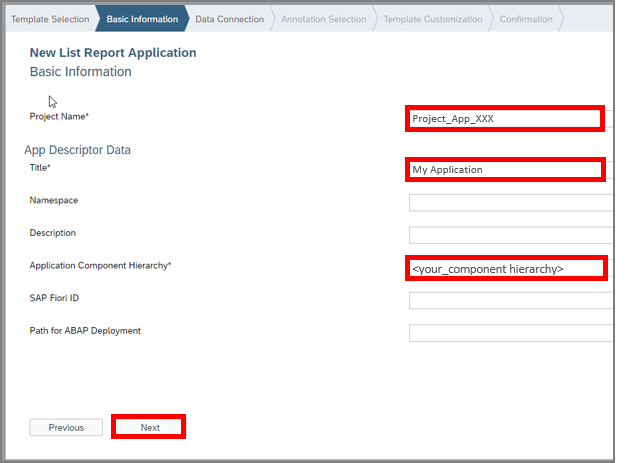 Template Selection Basic Information Data Connection Annotation Selection Template Customization Confirmation
New List Report Application
Basic Information
Project Name* Project_App_XXX
App Descriptor Data
Title* My Application
Namespace
Description
Application Component Hierarchy* <your_component hierarchy>
SAP Fiori ID
Path for ABAP Deployment
Previous Next